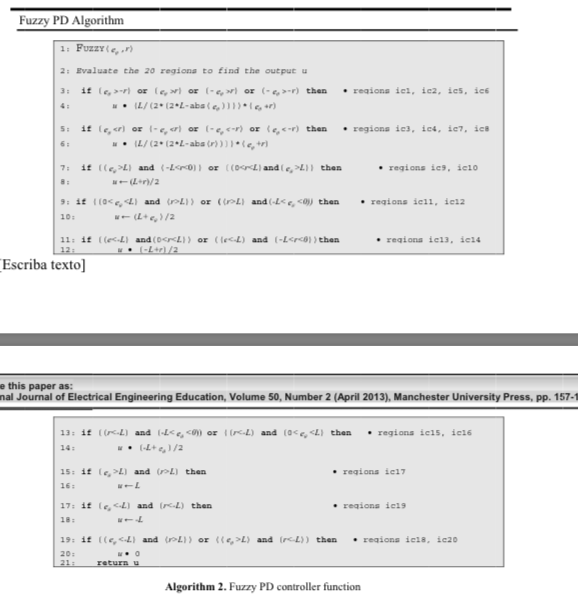 Fuzzy PD Algorithm
1: FUZZY(e_p,r)
2: Evaluate the 20 regions to find the output u
3: if (e_p>-r) or (e_p>r) or (-e_p>r) or (-e_p>-r) then • regions ic1, ic2, ic5, ic6
4: u • (L/(2*(2*L-abs(e_p))))*(e_p+r)
5: if (e_p<r) or (-e_p<r) or (-e_p<-r) or (e_p<-r) then • regions ic3, ic4, ic7, ic8
6: u • (L/(2*(2*L-abs(r))))*(e_p+r)
7: if ((e_p>L) and (-L<r<0)) or ((0<r<L)and(e_p>L)) then • regions ic9, ic10
8: u←(L+r)/2
9: if ((0<e_p<L) and (r>L)) or ((r>L) and(-L<e_p<0)) then • regions ic11, ic12
10: u←(L+e_p)/2
11: if ((e<-L) and(0<r<L)) or ((e<-L) and (-L<r<0))then • regions ic13, ic14
12: u • (-L+r)/2
[Escriba texto]
e this paper as:
nal Journal of Electrical Engineering Education, Volume 50, Number 2 (April 2013), Manchester University Press, pp. 157-1
13: if ((r<-L) and (-L<e_p<0)) or ((r<-L) and (0<e_p<L) then • regions ic15, ic16
14: u • (-L+e_p)/2
15: if (e_p>L) and (r>L) then • regions ic17
16: u←L
17: if (e_p<-L) and (r<-L) then • regions ic19
18: u←-L
19: if ((e_p<-L) and (r>L)) or ((e_p>L) and (r<-L)) then • regions ic18, ic20
20: u • 0
21: return u
Algorithm 2. Fuzzy PD controller function